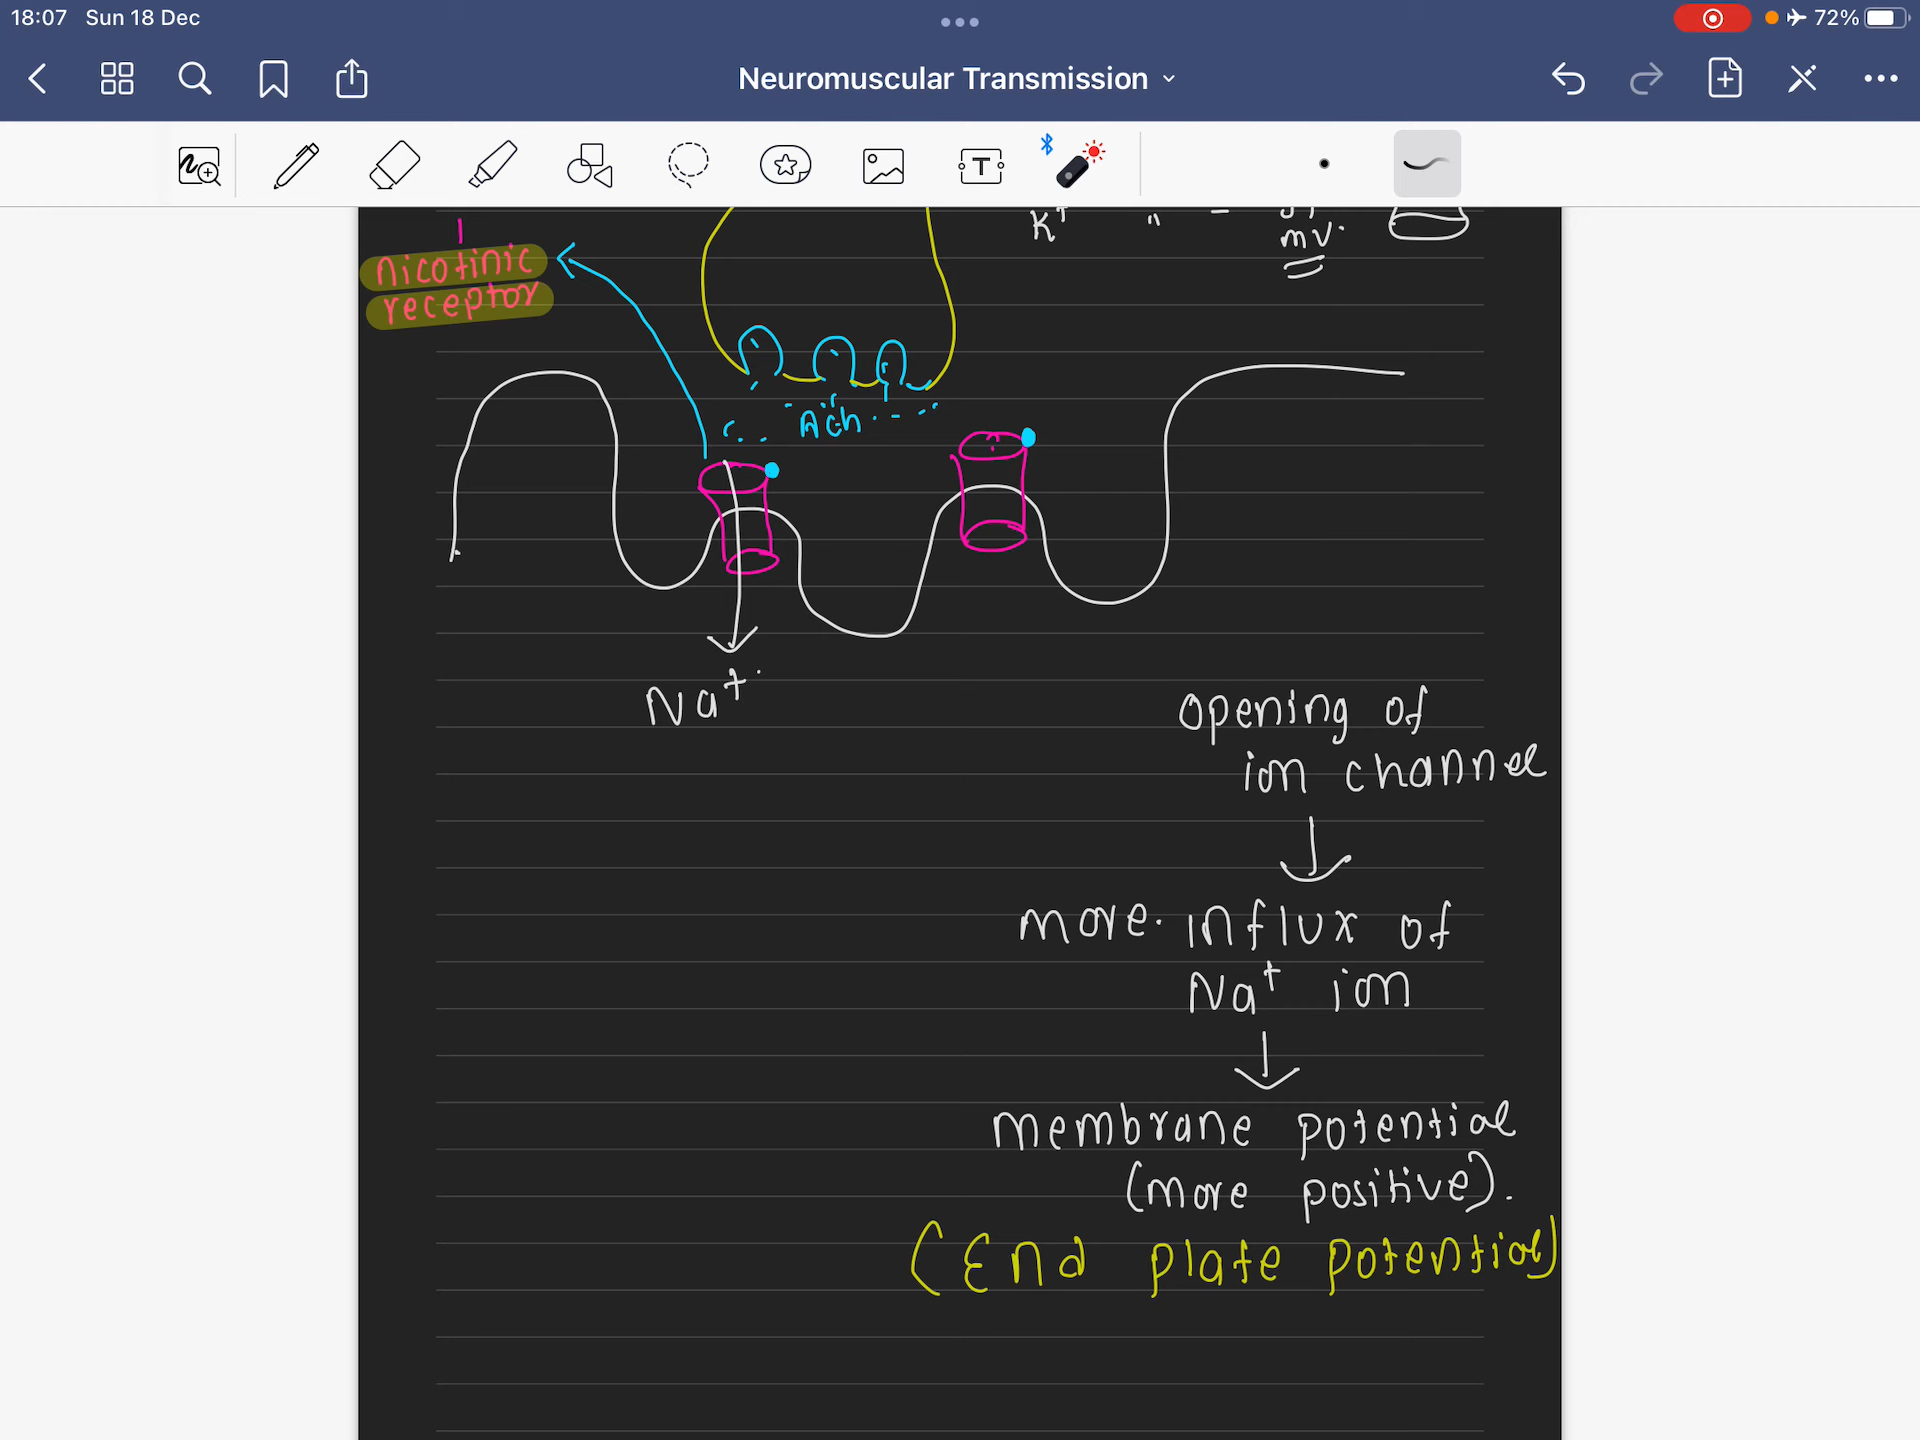 18:07 Sun 18 Dec
72%
Neuromuscular Transmission
T
K+ " -
mv.
nicotinic
receptor
Ach
Na+
opening of
ion channel
more. influx of
Na+ ion
membrane potential
(more positive).
(End plate potential)